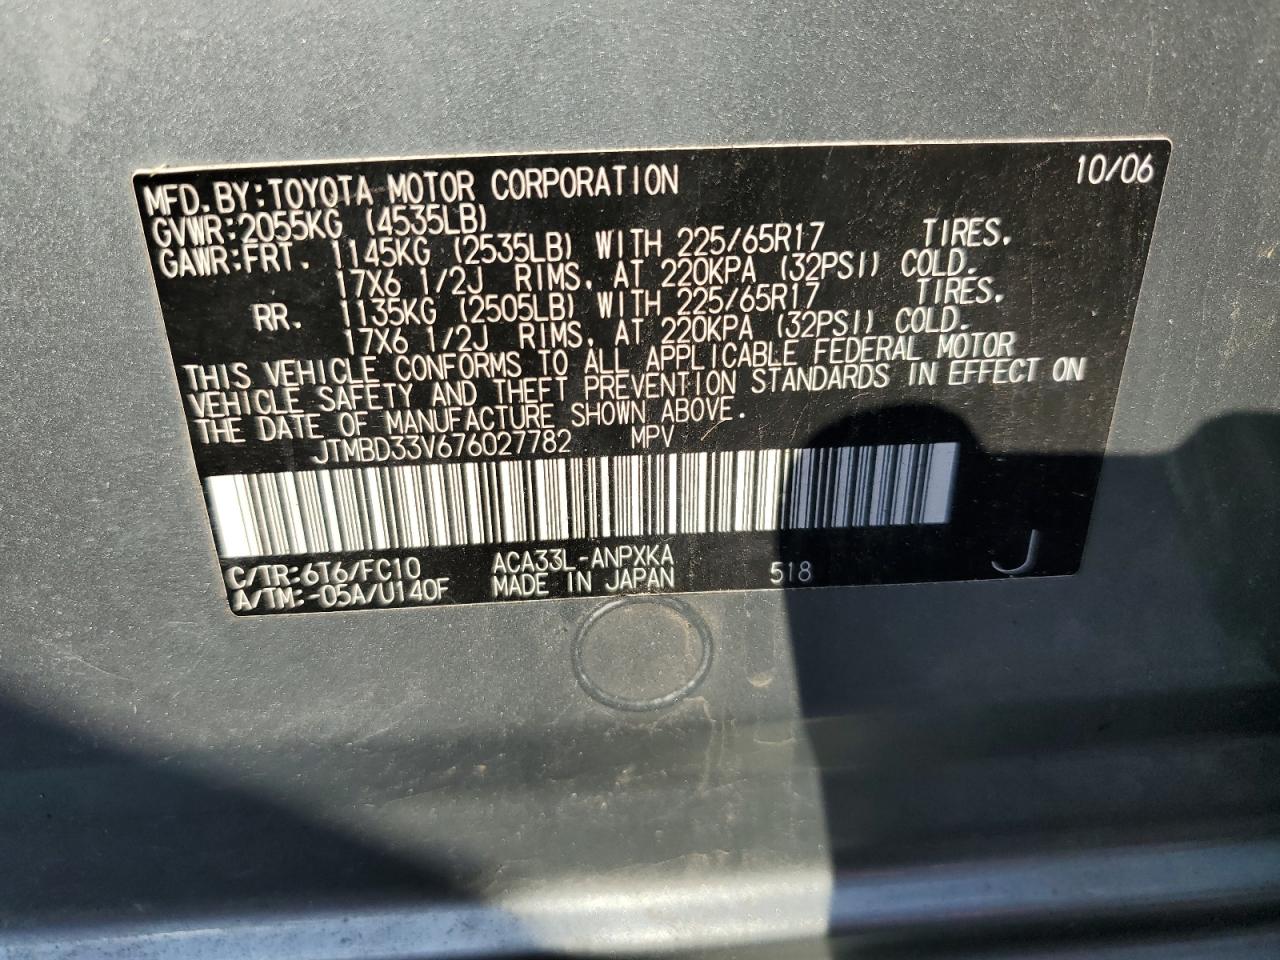 MFD.BY:TOYOTA MOTOR CORPORATION 10/06
GVWR:2055KG (4535LB)
GAWR:FRT. 1145KG (2535LB) WITH 225/65R17 TIRES.
17X6 1/2J RIMS. AT 220KPA (32PSI) COLD.
RR. 1135KG (2505LB) WITH 225/65R17 TIRES.
17X6 1/2J RIMS. AT 220KPA (32PSI) COLD.
THIS VEHICLE CONFORMS TO ALL APPLICABLE FEDERAL MOTOR
VEHICLE SAFETY AND THEFT PREVENTION STANDARDS IN EFFECT ON
THE DATE OF MANUFACTURE SHOWN ABOVE.
JTMBD33V676027782 MPV
C/TR:6T6/FC10 ACA33L-ANPXKA
A/TM:-05A/U140F MADE IN JAPAN 518 J